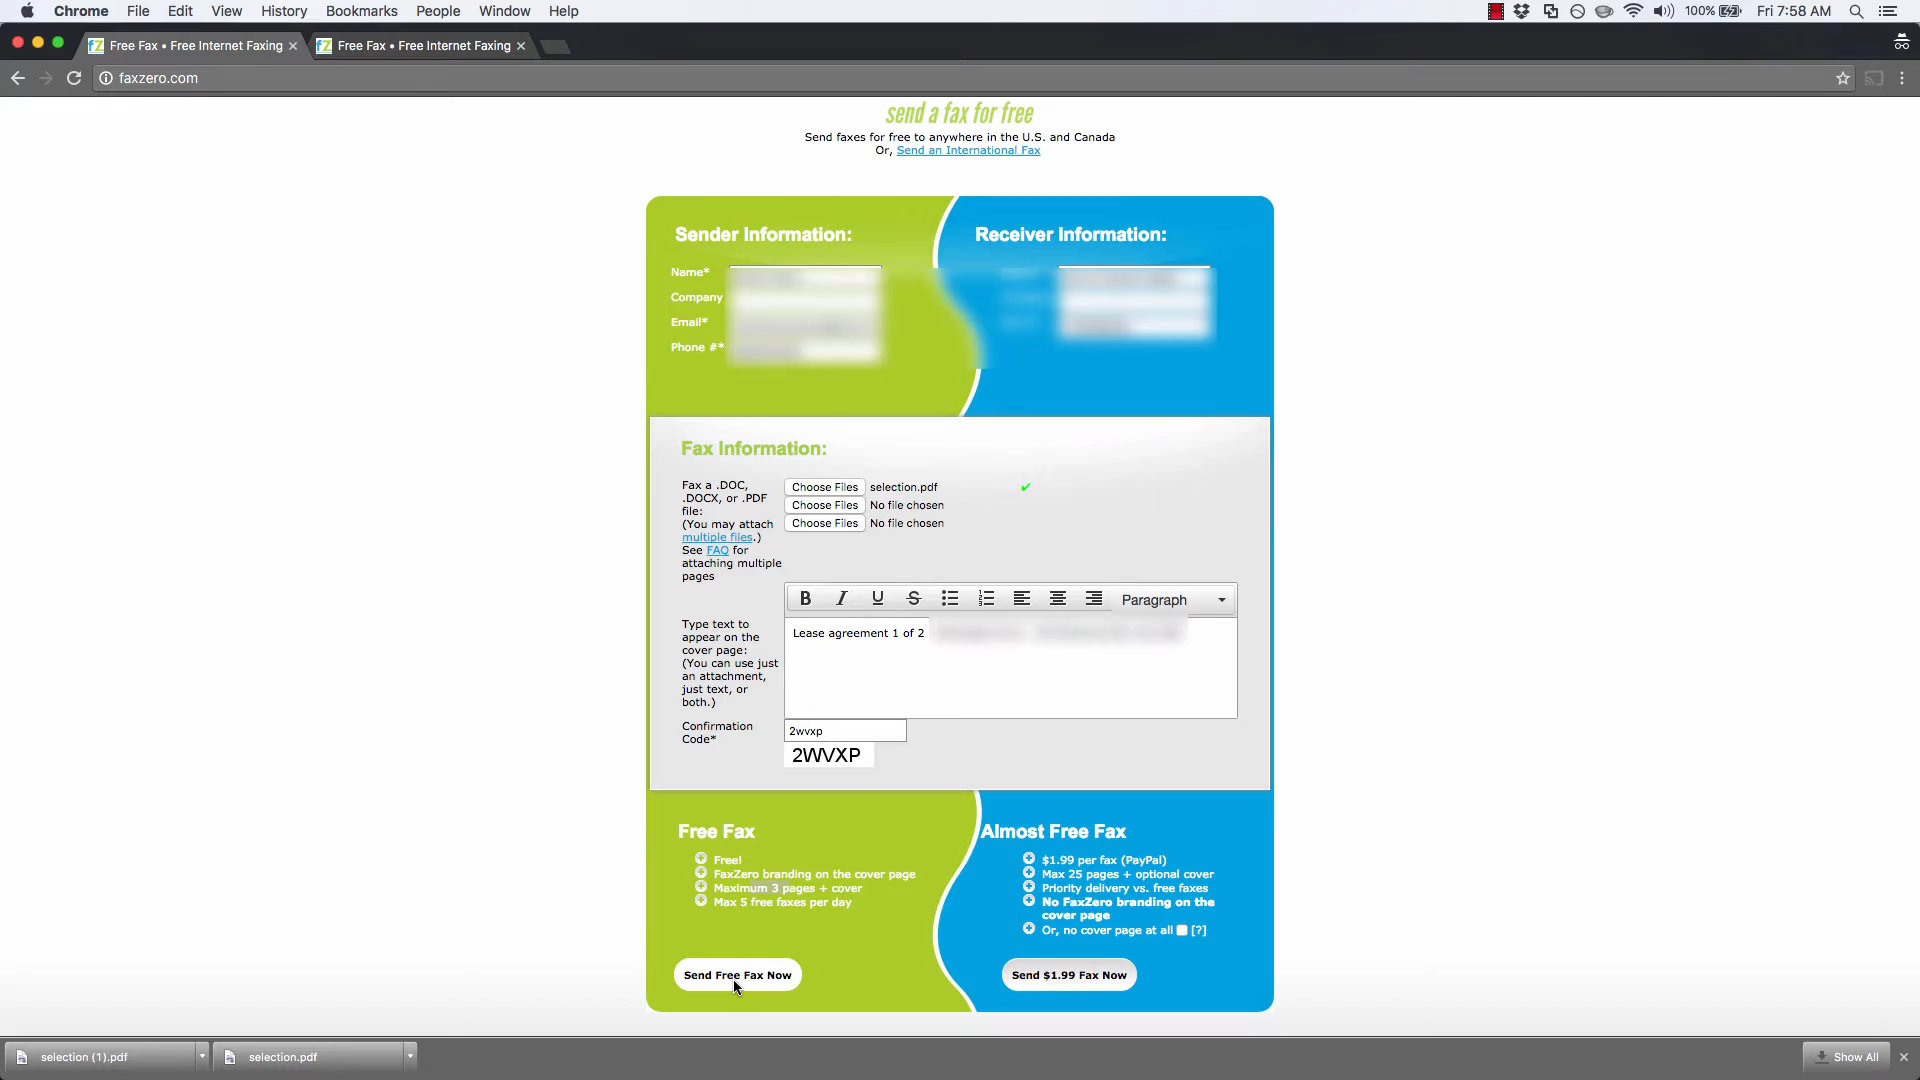 Chrome File Edit View History Bookmarks People Window Help 100% Fri 7:58 AM
Free Fax • Free Internet Faxing Free Fax • Free Internet Faxing
faxzero.com
send a fax for free
Send faxes for free to anywhere in the U.S. and Canada
Or, Send an International Fax
Sender Information:
Receiver Information:
Name*
Company
Email*
Phone #*
Fax Information:
Fax a .DOC,
.DOCX, or .PDF
file:
(You may attach
multiple files.)
See FAQ for
attaching multiple
pages
Choose Files selection.pdf
Choose Files No file chosen
Choose Files No file chosen
B I U S Paragraph
Type text to
appear on the
cover page:
(You can use just
an attachment,
just text, or
both.)
Lease agreement 1 of 2
Confirmation
Code*
2wvxp
2WVXP
Free Fax
Free!
FaxZero branding on the cover page
Maximum 3 pages + cover
Max 5 free faxes per day
Send Free Fax Now
Almost Free Fax
$1.99 per fax (PayPal)
Max 25 pages + optional cover
Priority delivery vs. free faxes
No FaxZero branding on the
cover page
Or, no cover page at all [?]
Send $1.99 Fax Now
selection (1).pdf selection.pdf Show All